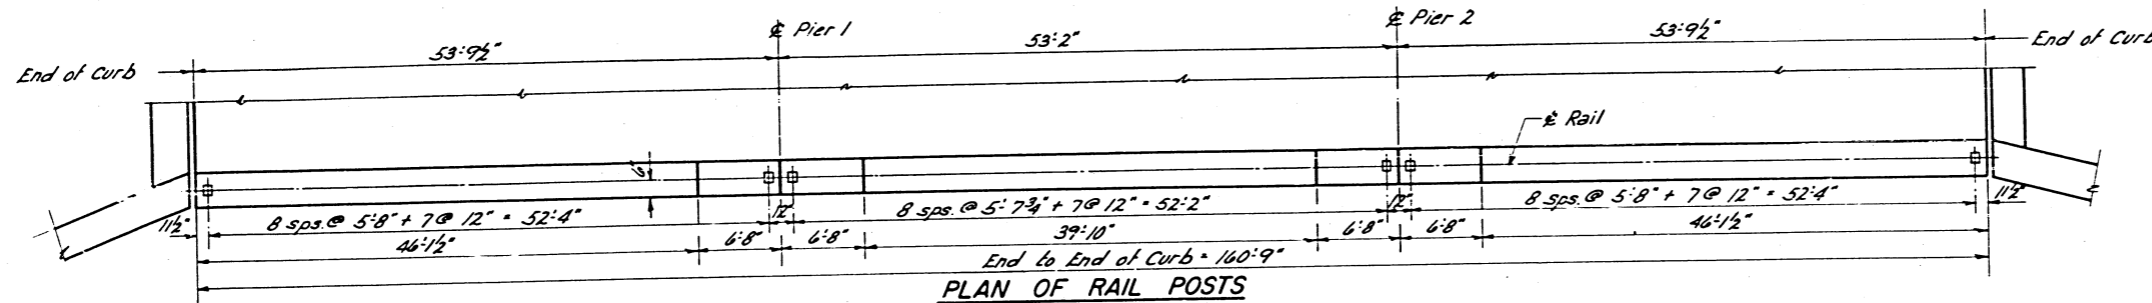 ℄ Pier 1
℄ Pier 2
53'-9½"
53'-2"
53'-9½"
End of Curb
End of Curb
℄ Rail
6"
11½"
8 sps. @ 5'-8" + 7 @ 12" = 52'-4"
12"
8 sps. @ 5'-7¾" + 7 @ 12" = 52'-2"
12"
8 sps. @ 5'-8" + 7 @ 12" = 52'-4"
11½"
46'-1½"
6'-8"
6'-8"
39'-10"
6'-8"
6'-8"
46'-1½"
End to End of Curb = 160'-9"
PLAN OF RAIL POSTS